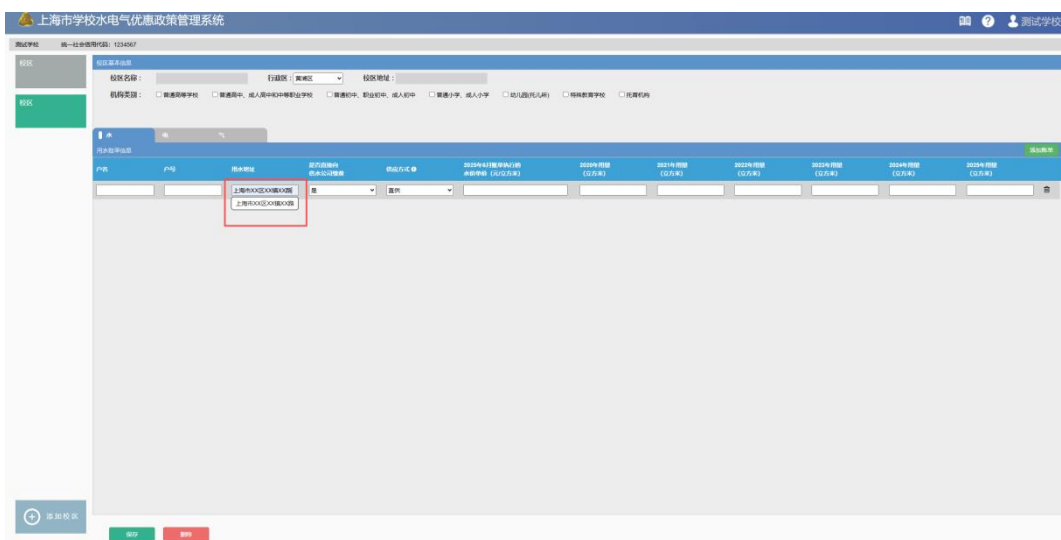 上海市学校水电气优惠政策管理系统
测试学校
测试学校 统一社会信用代码：1234567
校区
校区
校区基本信息
校区名称： 行政区： 黄浦区 校区地址：
机构类别： 普通高等学校 普通高中、成人高中和中等职业学校 普通初中、职业初中、成人初中 普通小学、成人小学 幼儿园(托儿所) 特殊教育学校 托育机构
水 电 气
用水账单信息 添加账单
户名 户号 用水地址 是否直接向供水公司缴费 供应方式 2025年6月账单执行的水价单价（元/立方米） 2020年用量（立方米） 2021年用量（立方米） 2022年用量（立方米） 2023年用量（立方米） 2024年用量（立方米） 2025年用量（立方米）
上海市XX区XX镇XX路 是 直供
上海市XX区XX镇XX路
添加校区
保存 删除